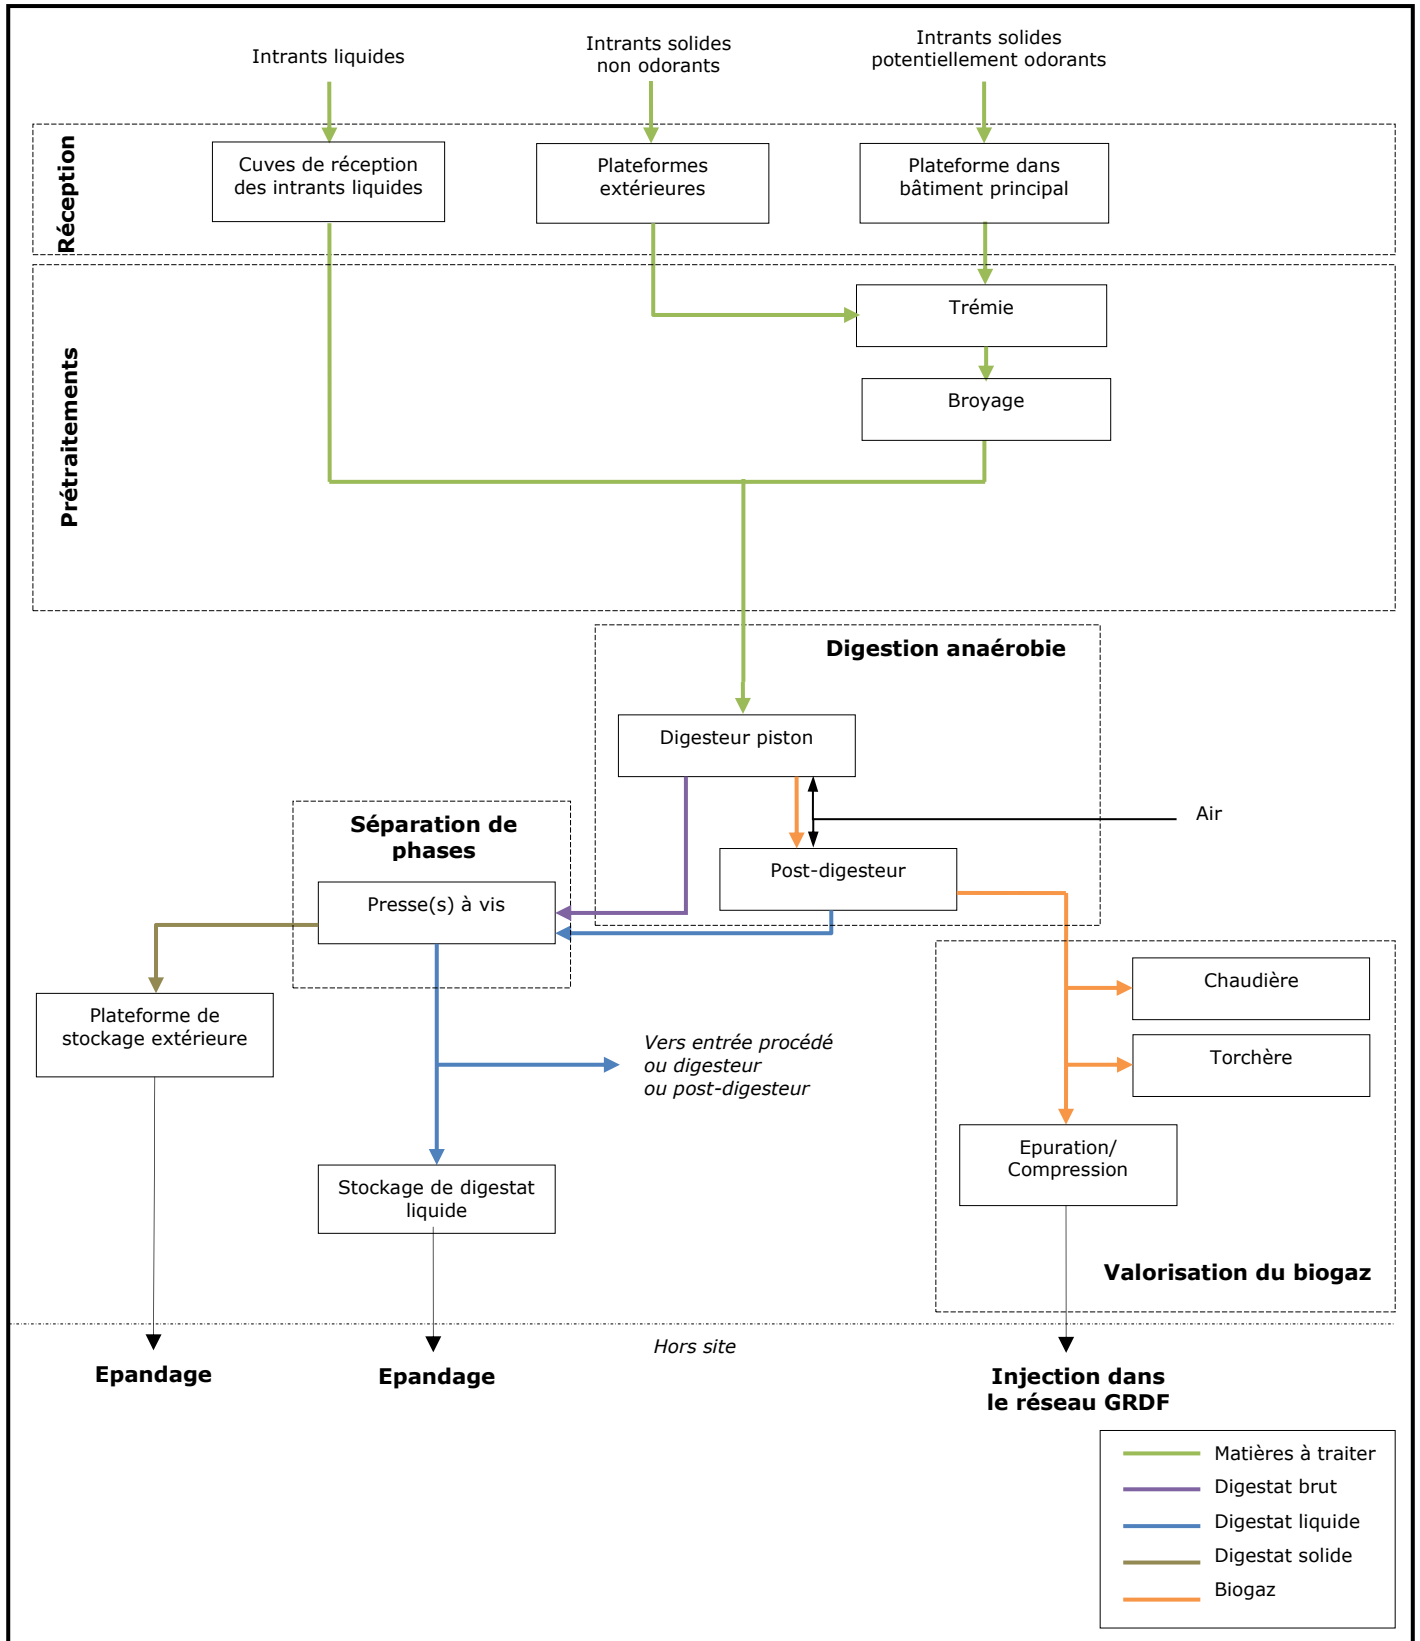 Intrants liquides
Intrants solides
non odorants
Intrants solides
potentiellement odorants
Réception
Cuves de réception
des intrants liquides
Plateformes
extérieures
Plateforme dans
bâtiment principal
Prétraitements
Trémie
Broyage
Digestion anaérobie
Digesteur piston
Air
Séparation de
phases
Post-digesteur
Presse(s) à vis
Plateforme de
stockage extérieure
Vers entrée procédé
ou digesteur
ou post-digesteur
Chaudière
Torchère
Epuration/
Compression
Stockage de digestat
liquide
Valorisation du biogaz
Hors site
Epandage
Epandage
Injection dans
le réseau GRDF
Matières à traiter
Digestat brut
Digestat liquide
Digestat solide
Biogaz